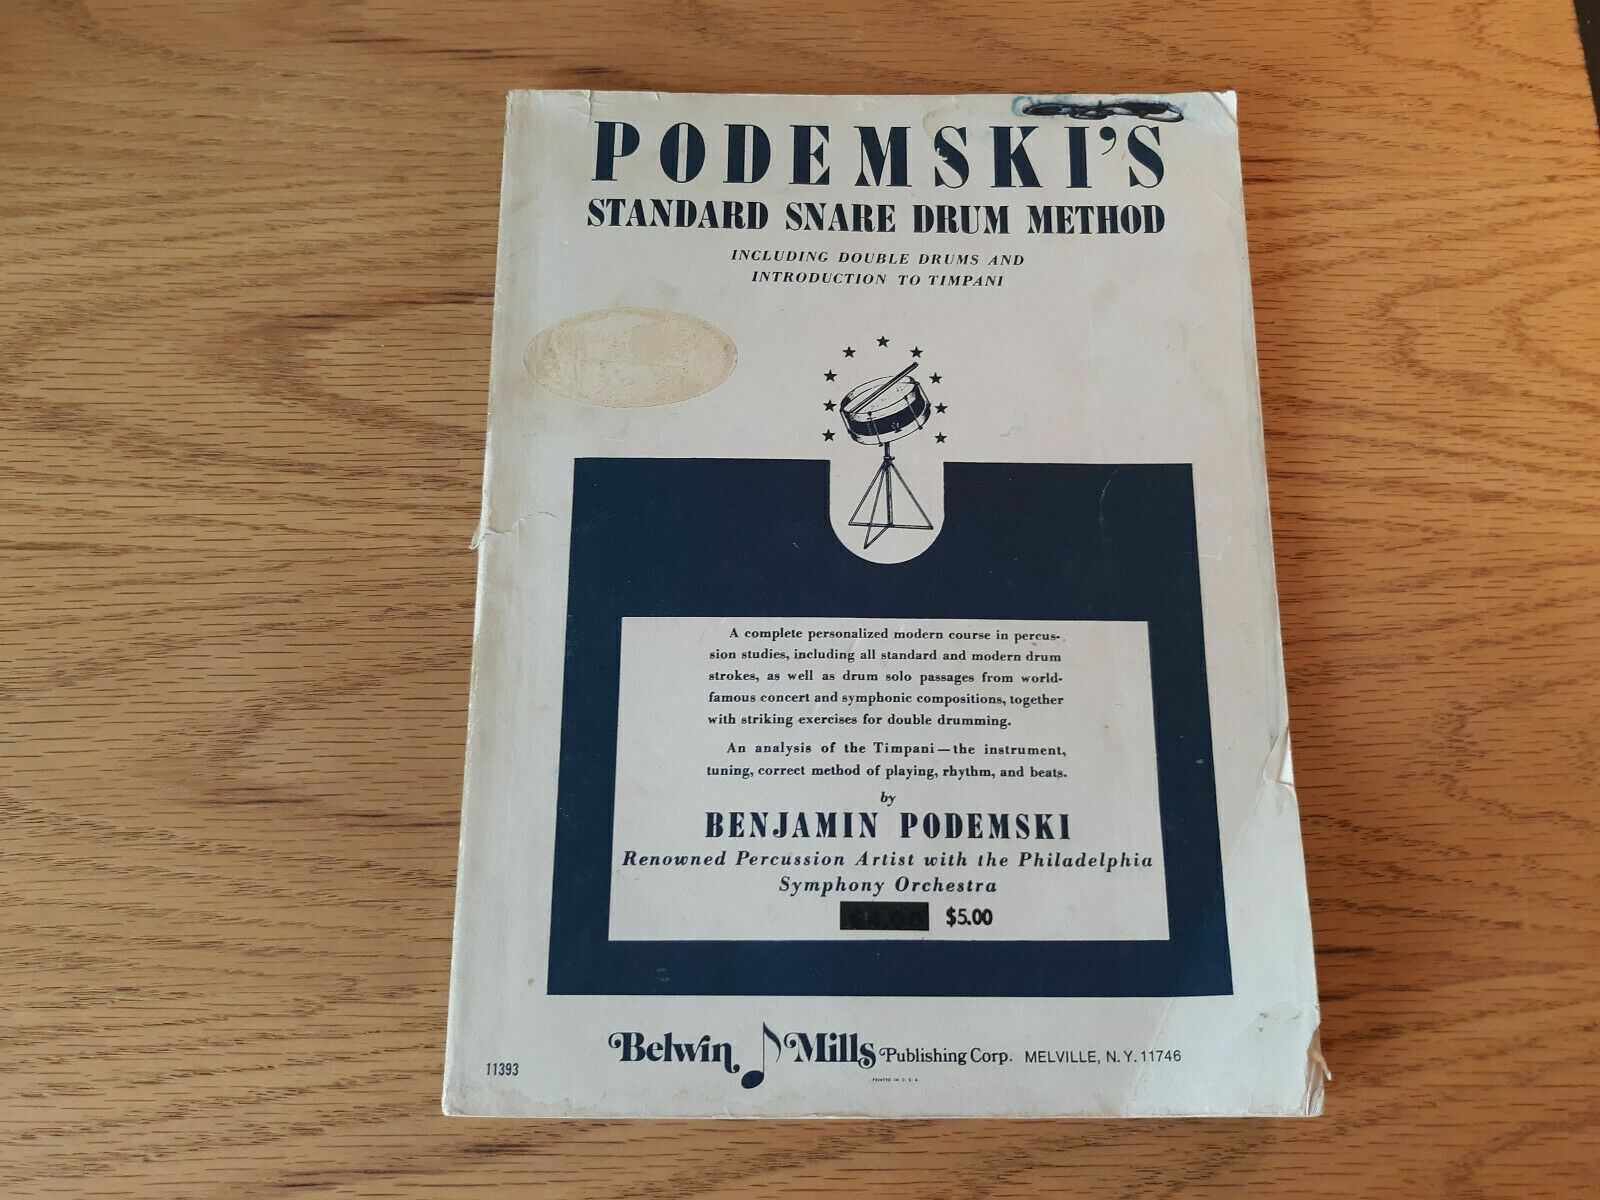 PODEMSKI'S
STANDARD SNARE DRUM METHOD
INCLUDING DOUBLE DRUMS AND
INTRODUCTION TO TIMPANI
A complete personalized modern course in percus-
sion studies, including all standard and modern drum
strokes, as well as drum solo passages from world-
famous concert and symphonic compositions, together
with striking exercises for double drumming.
An analysis of the Timpani—the instrument,
tuning, correct method of playing, rhythm, and beats.
by
BENJAMIN PODEMSKI
Renowned Percussion Artist with the Philadelphia
Symphony Orchestra
$5.00
Belwin Mills Publishing Corp. MELVILLE, N. Y. 11746
PRINTED IN U. S. A.
11393